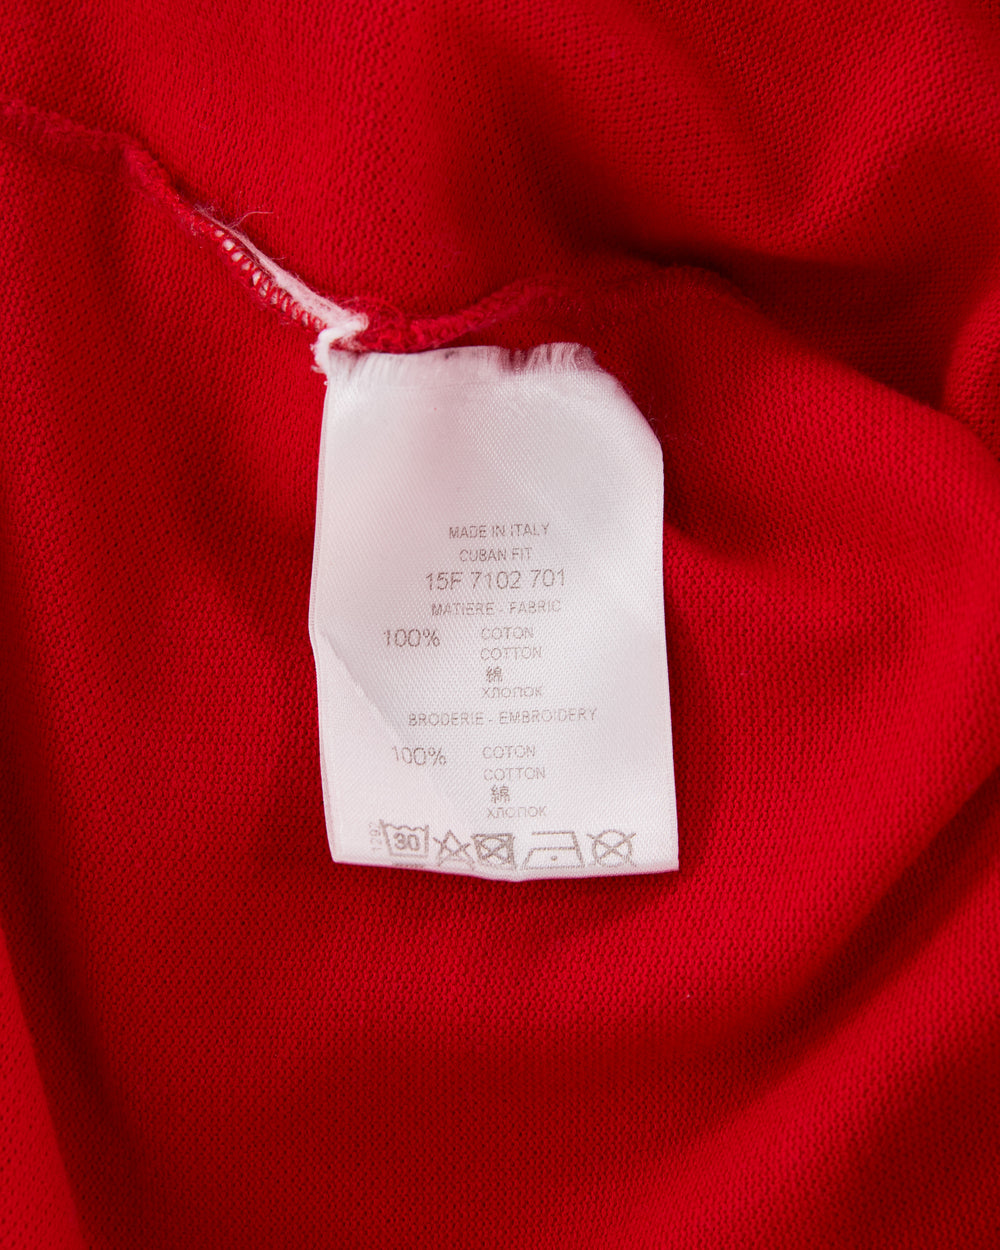 MADE IN ITALY
CUBAN FIT
15F 7102 701
MATIERE - FABRIC
100% COTON
COTTON
綿
ХЛОПОК
BRODERIE - EMBROIDERY
100% COTON
COTTON
綿
ХЛОПОК
1297
30